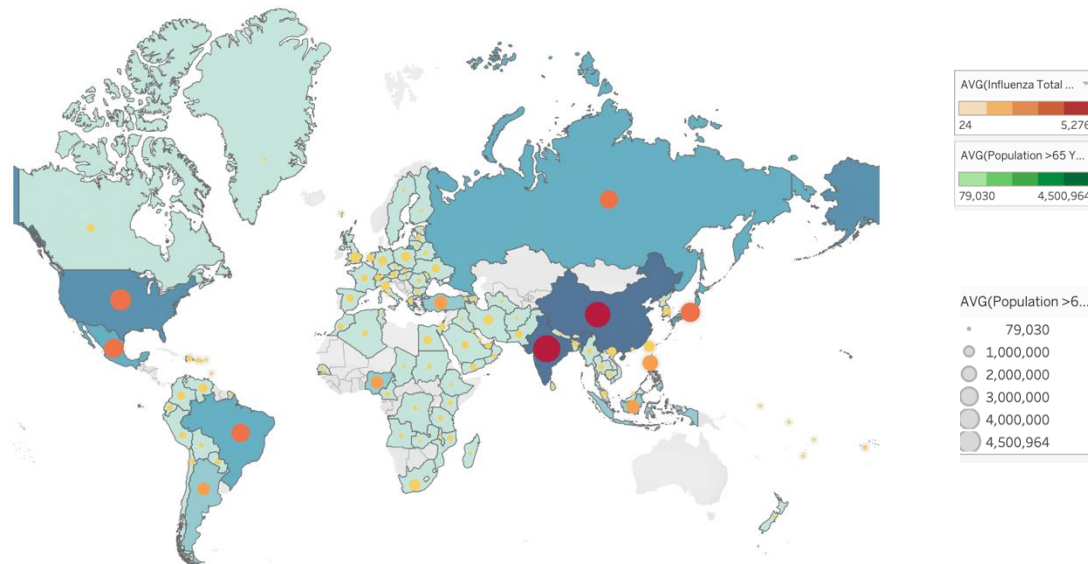 AVG(Influenza Total ...
24 5,276
AVG(Population >65 Y...
79,030 4,500,964
AVG(Population >6...
79,030
1,000,000
2,000,000
3,000,000
4,000,000
4,500,964